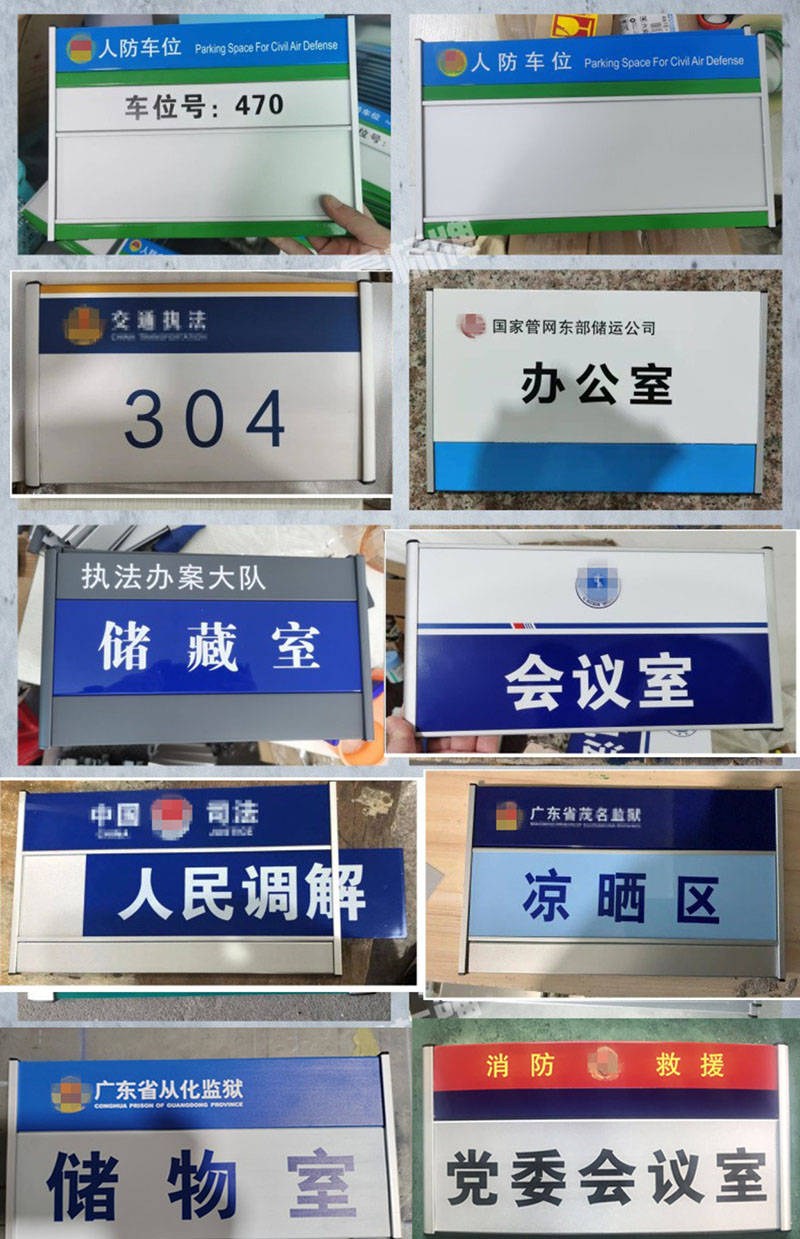 人防车位 Parking Space For Civil Air Defense
车位号：470
人防车位 Parking Space For Civil Air Defense
交通执法
304
国家管网东部储运公司
办公室
执法办案大队
储藏室
会议室
中国 司法
CHINA JUSTICE
人民调解
广东省茂名监狱
凉晒区
广东省从化监狱
CONGHUA PRISON OF GUANGDONG PROVINCE
储物室
消防 救援
党委会议室